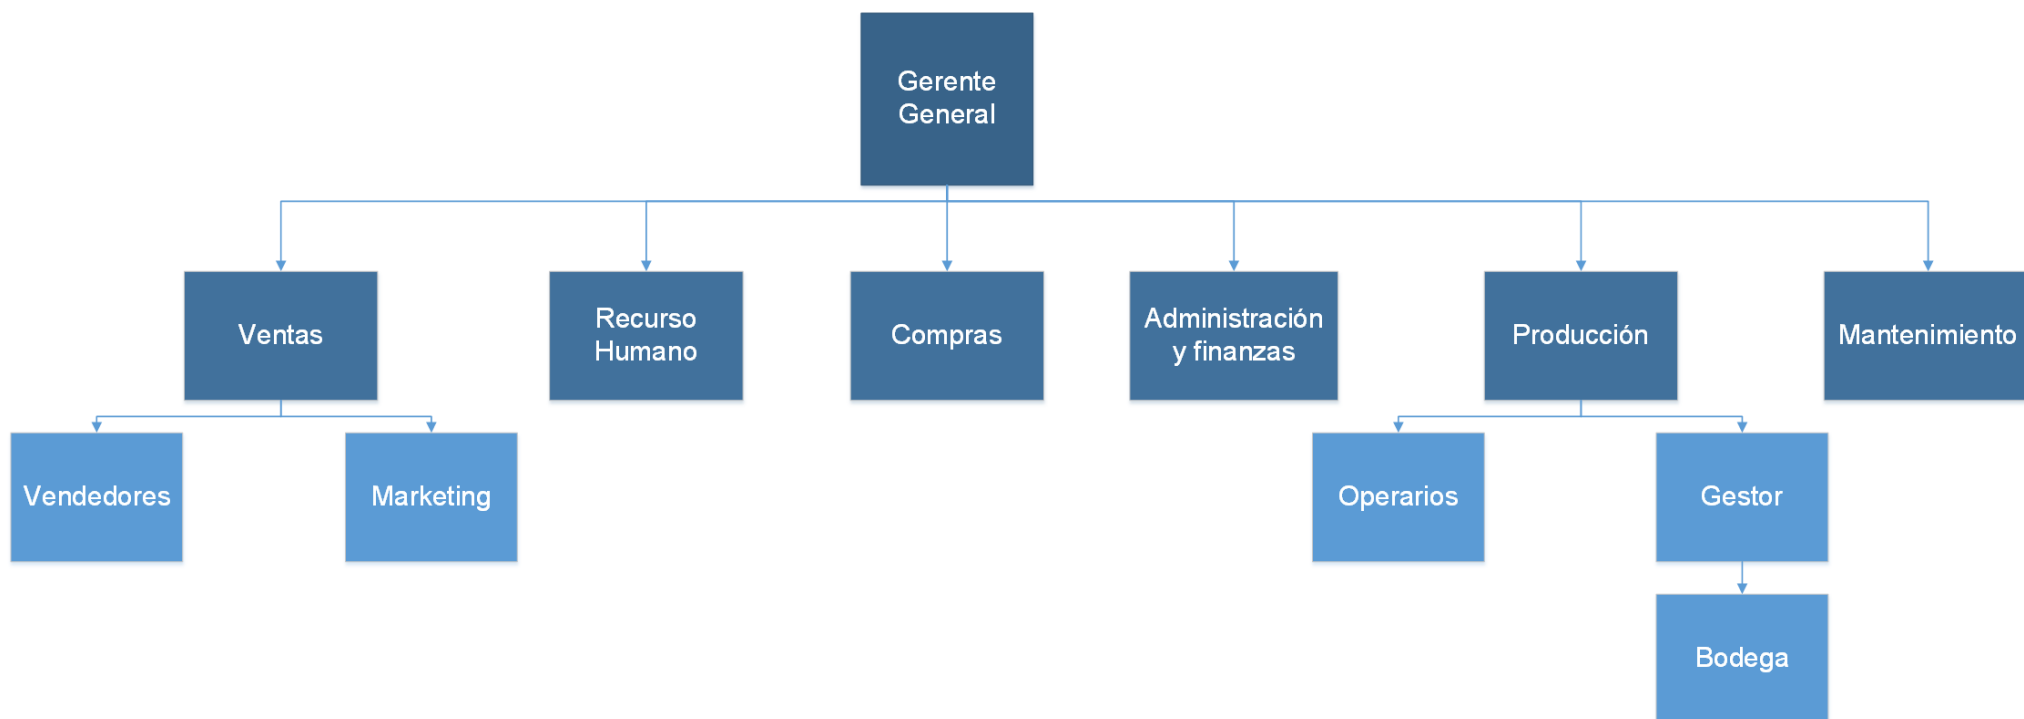 Gerente
General
Ventas
Recurso
Humano
Compras
Administración
y finanzas
Producción
Mantenimiento
Vendedores
Marketing
Operarios
Gestor
Bodega